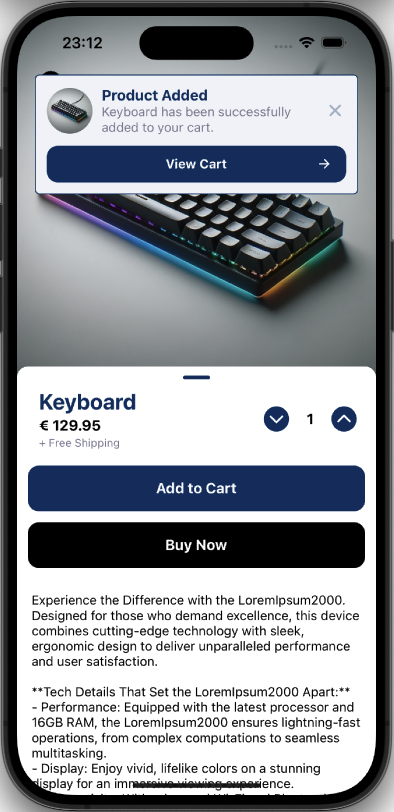 23:12
Product Added
Keyboard has been successfully
added to your cart.
View Cart
Keyboard
€ 129.95
+ Free Shipping
1
Add to Cart
Buy Now
Experience the Difference with the LoremIpsum2000.
Designed for those who demand excellence, this device
combines cutting-edge technology with sleek,
ergonomic design to deliver unparalleled performance
and user satisfaction.
**Tech Details That Set the LoremIpsum2000 Apart:**
- Performance: Equipped with the latest processor and
16GB RAM, the LoremIpsum2000 ensures lightning-fast
operations, from complex computations to seamless
multitasking.
- Display: Enjoy vivid, lifelike colors on a stunning
display for an immersive viewing experience.